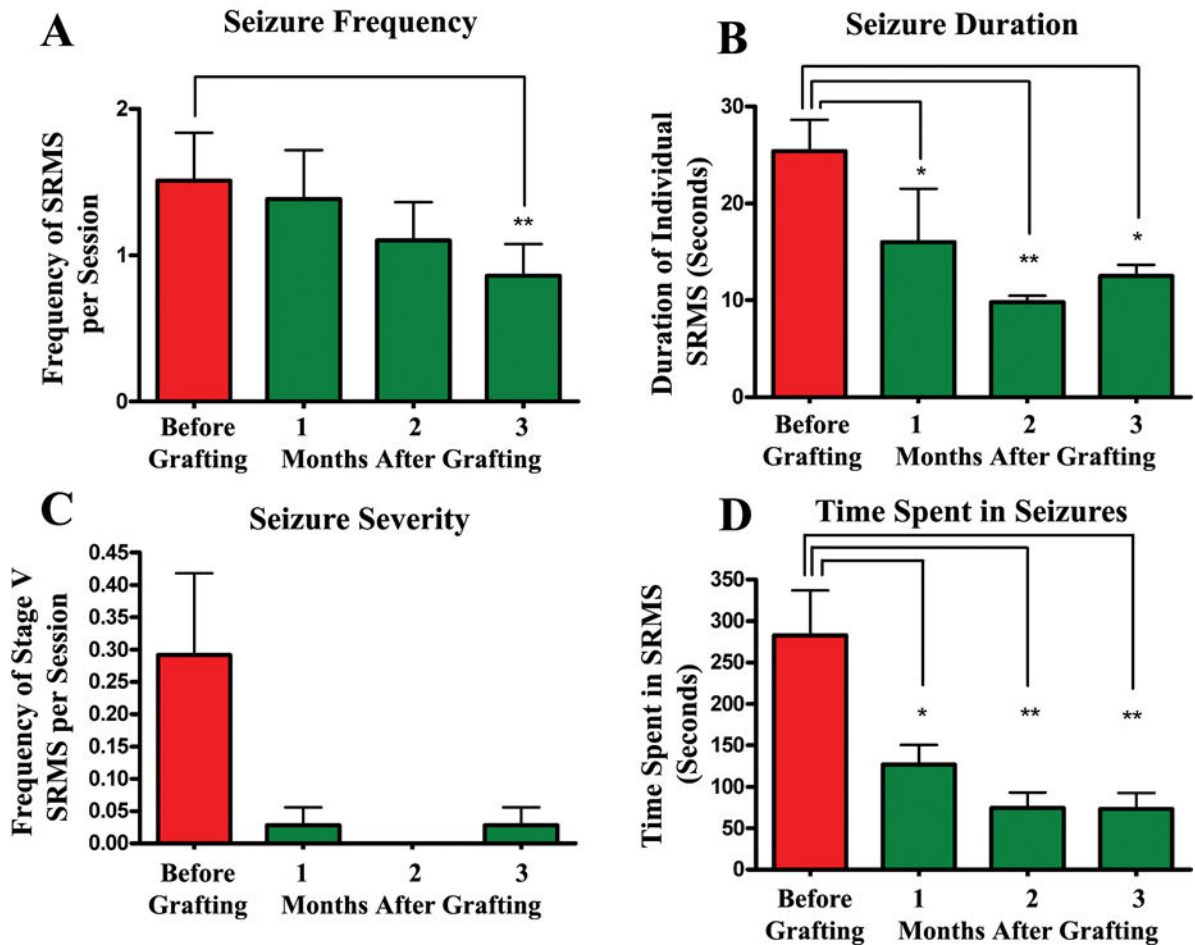 A
Seizure Frequency
Frequency of SRMS
per Session
2
1
0
**
Before
Grafting
1 2 3
Months After Grafting
B
Seizure Duration
Duration of Individual
SRMS (Seconds)
30
20
10
0
*
**
*
Before
Grafting
1 2 3
Months After Grafting
C
Seizure Severity
Frequency of Stage V
SRMS per Session
0.45
0.40
0.35
0.30
0.25
0.20
0.15
0.10
0.05
0.00
Before
Grafting
1 2 3
Months After Grafting
D
Time Spent in Seizures
Time Spent in SRMS
(Seconds)
350
300
250
200
150
100
50
0
*
**
**
Before
Grafting
1 2 3
Months After Grafting